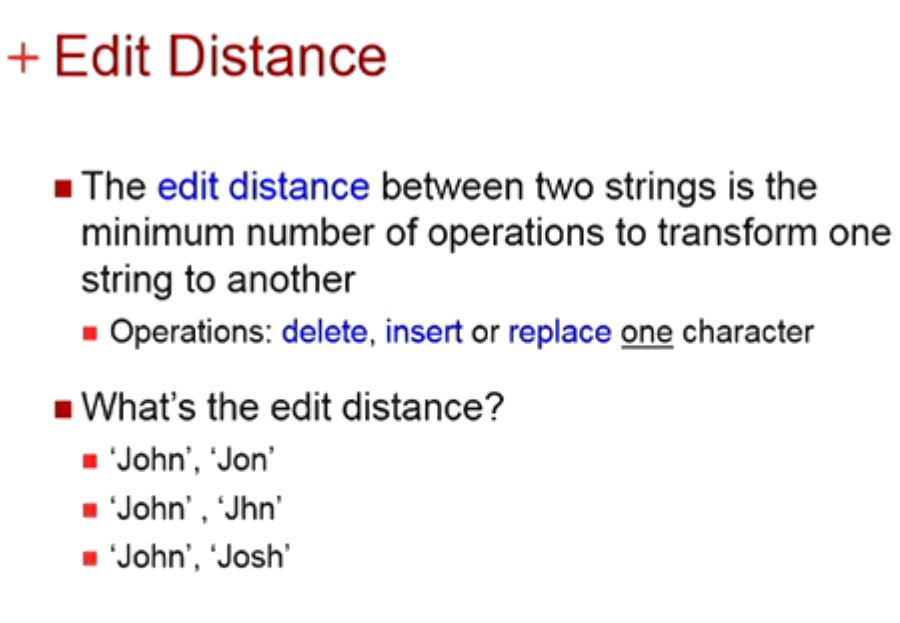 + Edit Distance
■ The edit distance between two strings is the
minimum number of operations to transform one
string to another
■ Operations: delete, insert or replace one character
■ What's the edit distance?
■ ‘John’, ‘Jon’
■ ‘John’ , ‘Jhn’
■ ‘John’, ‘Josh’